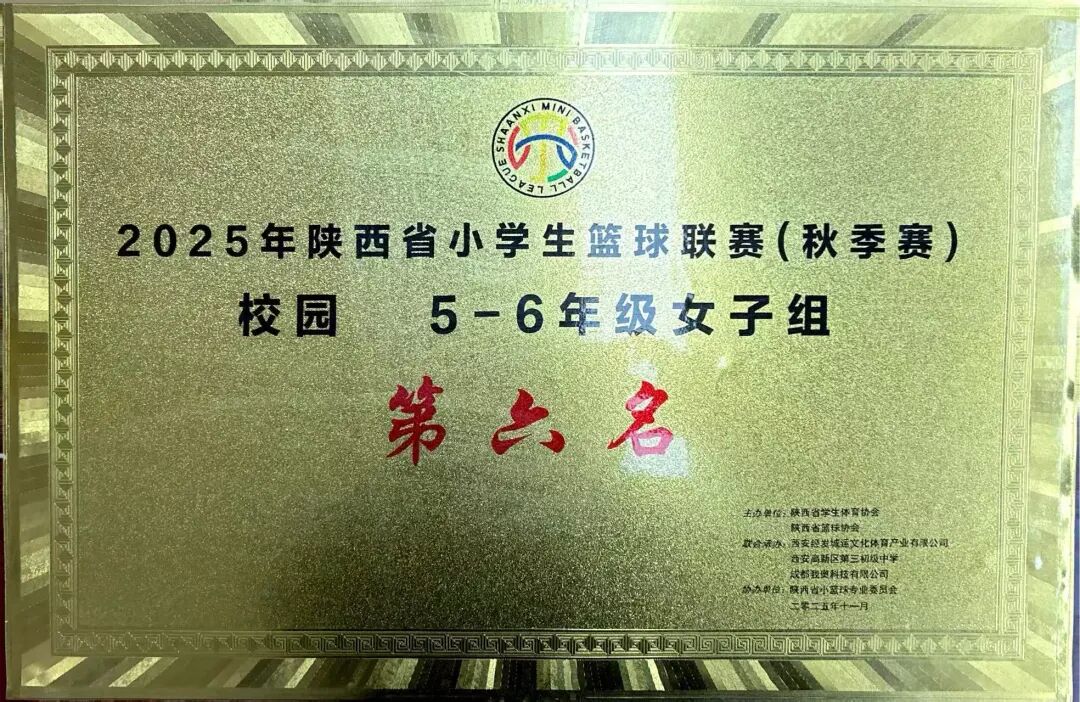 SHAANXI MINI BASKETBALL LEAGUE
2025年陕西省小学生篮球联赛(秋季赛)
校园 5-6年级女子组
第六名
主办单位：陕西省学生体育协会
陕西省篮球协会
联合承办：西安经发城运文化体育产业有限公司
西安高新区第三初级中学
成都我奥科技有限公司
协办单位：陕西省小篮球专业委员会
二零二五年十一月